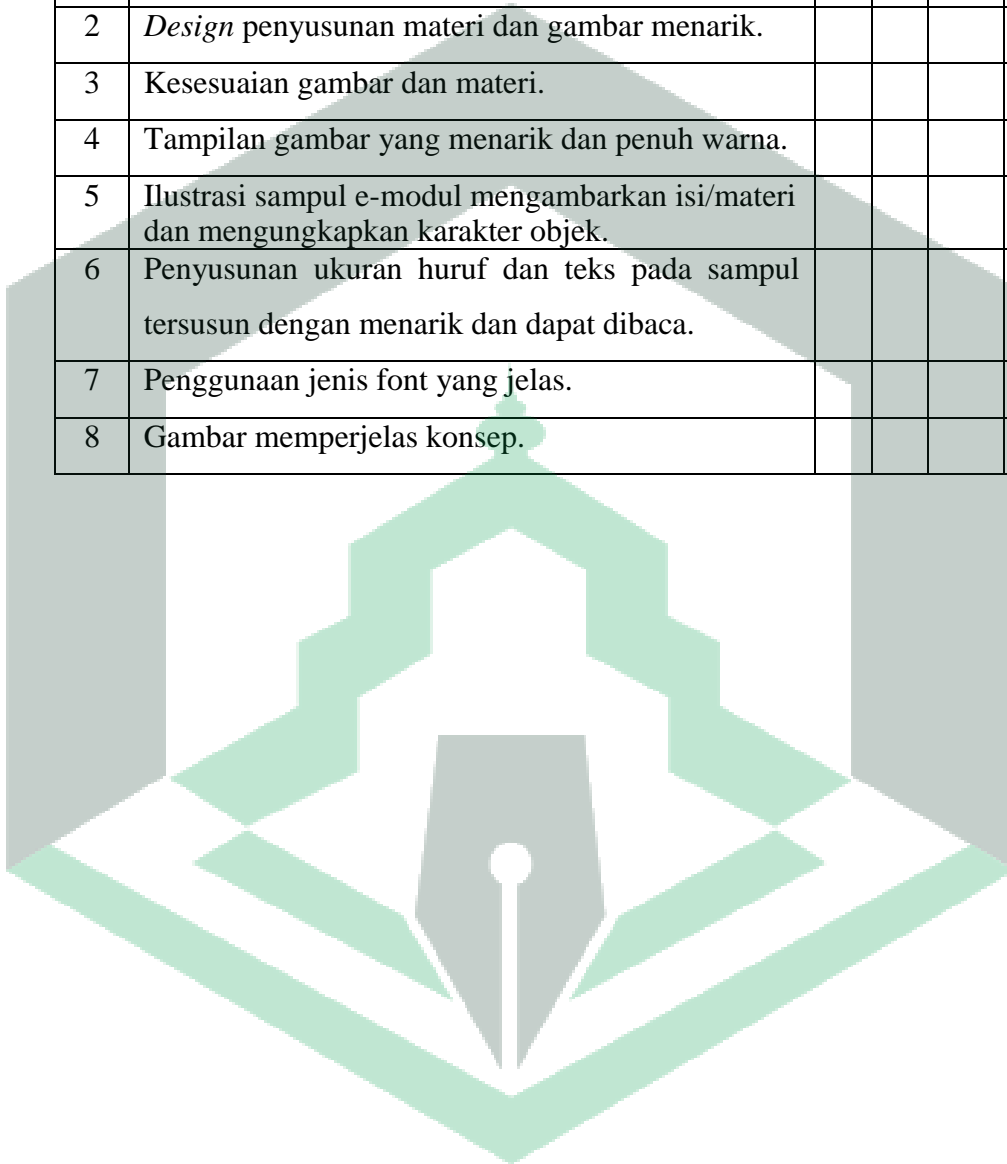 2 Design penyusunan materi dan gambar menarik.
3 Kesesuaian gambar dan materi.
4 Tampilan gambar yang menarik dan penuh warna.
5 Ilustrasi sampul e-modul mengambarkan isi/materi
dan mengungkapkan karakter objek.
6 Penyusunan ukuran huruf dan teks pada sampul
tersusun dengan menarik dan dapat dibaca.
7 Penggunaan jenis font yang jelas.
8 Gambar memperjelas konsep.